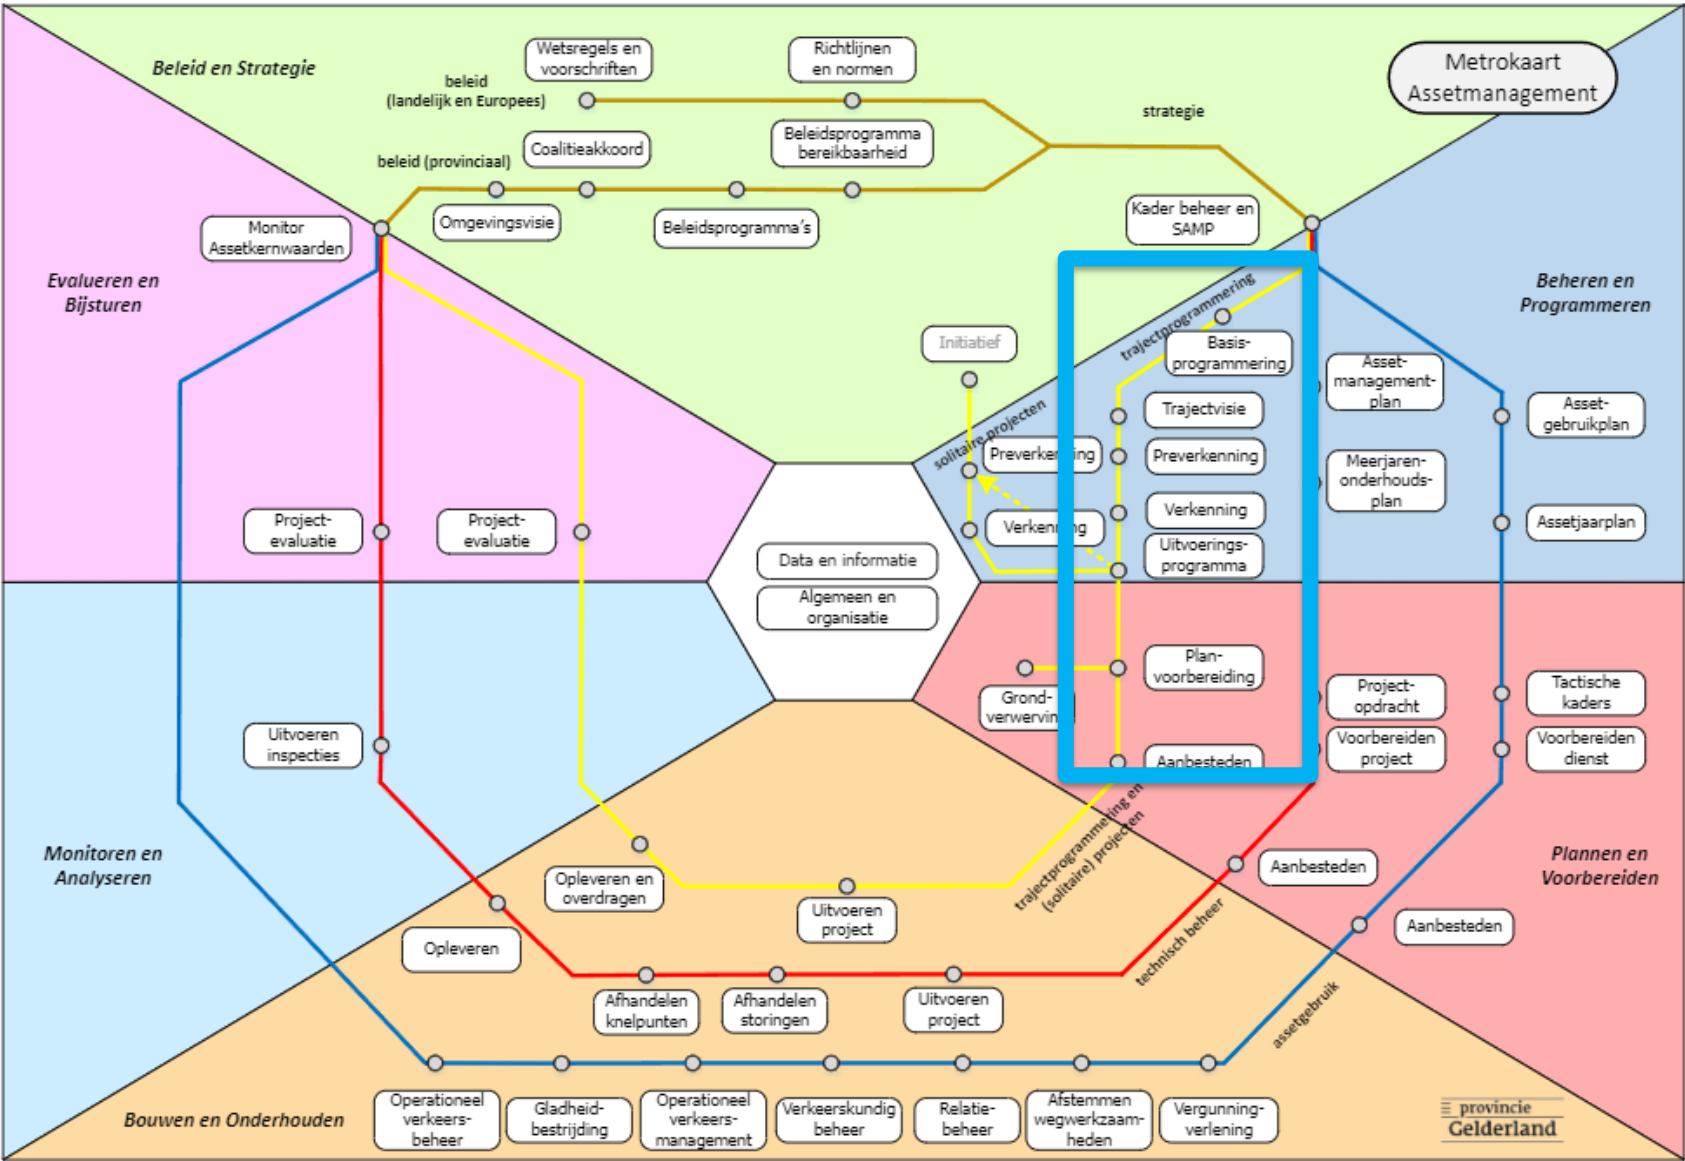 Metrokaart
Assetmanagement
Beleid en Strategie
beleid
(landelijk en Europees)
Wetsregels en
voorschriften
Richtlijnen
en normen
strategie
beleid (provinciaal)
Coalitieakkoord
Beleidsprogramma
bereikbaarheid
Omgevingsvisie
Beleidsprogramma's
Kader beheer en
SAMP
Monitor
Assetkernwaarden
Evalueren en
Bijsturen
Project-
evaluatie
Project-
evaluatie
Beheren en
Programmeren
trajectprogrammering
Initiatief
solitaire projecten
Preverkenning
Verkenning
Basis-
programmering
Trajectvisie
Preverkenning
Verkenning
Uitvoerings-
programma
Asset-
management-
plan
Meerjaren-
onderhouds-
plan
Asset-
gebruikplan
Assetjaarplan
Data en informatie
Algemeen en
organisatie
Plan-
voorbereiding
Grond-
verwervin
Aanbesteden
Project-
opdracht
Voorbereiden
project
Tactische
kaders
Voorbereiden
dienst
Uitvoeren
inspecties
Monitoren en
Analyseren
Plannen en
Voorbereiden
trajectprogrammering en
(solitaire) projecten
Aanbesteden
Aanbesteden
technisch beheer
assetgebruik
Opleveren en
overdragen
Uitvoeren
project
Opleveren
Afhandelen
knelpunten
Afhandelen
storingen
Uitvoeren
project
Bouwen en Onderhouden
Operationeel
verkeers-
beheer
Gladheid-
bestrijding
Operationeel
verkeers-
management
Verkeerskundig
beheer
Relatie-
beheer
Afstemmen
wegwerkzaam-
heden
Vergunning-
verlening
provincie
Gelderland